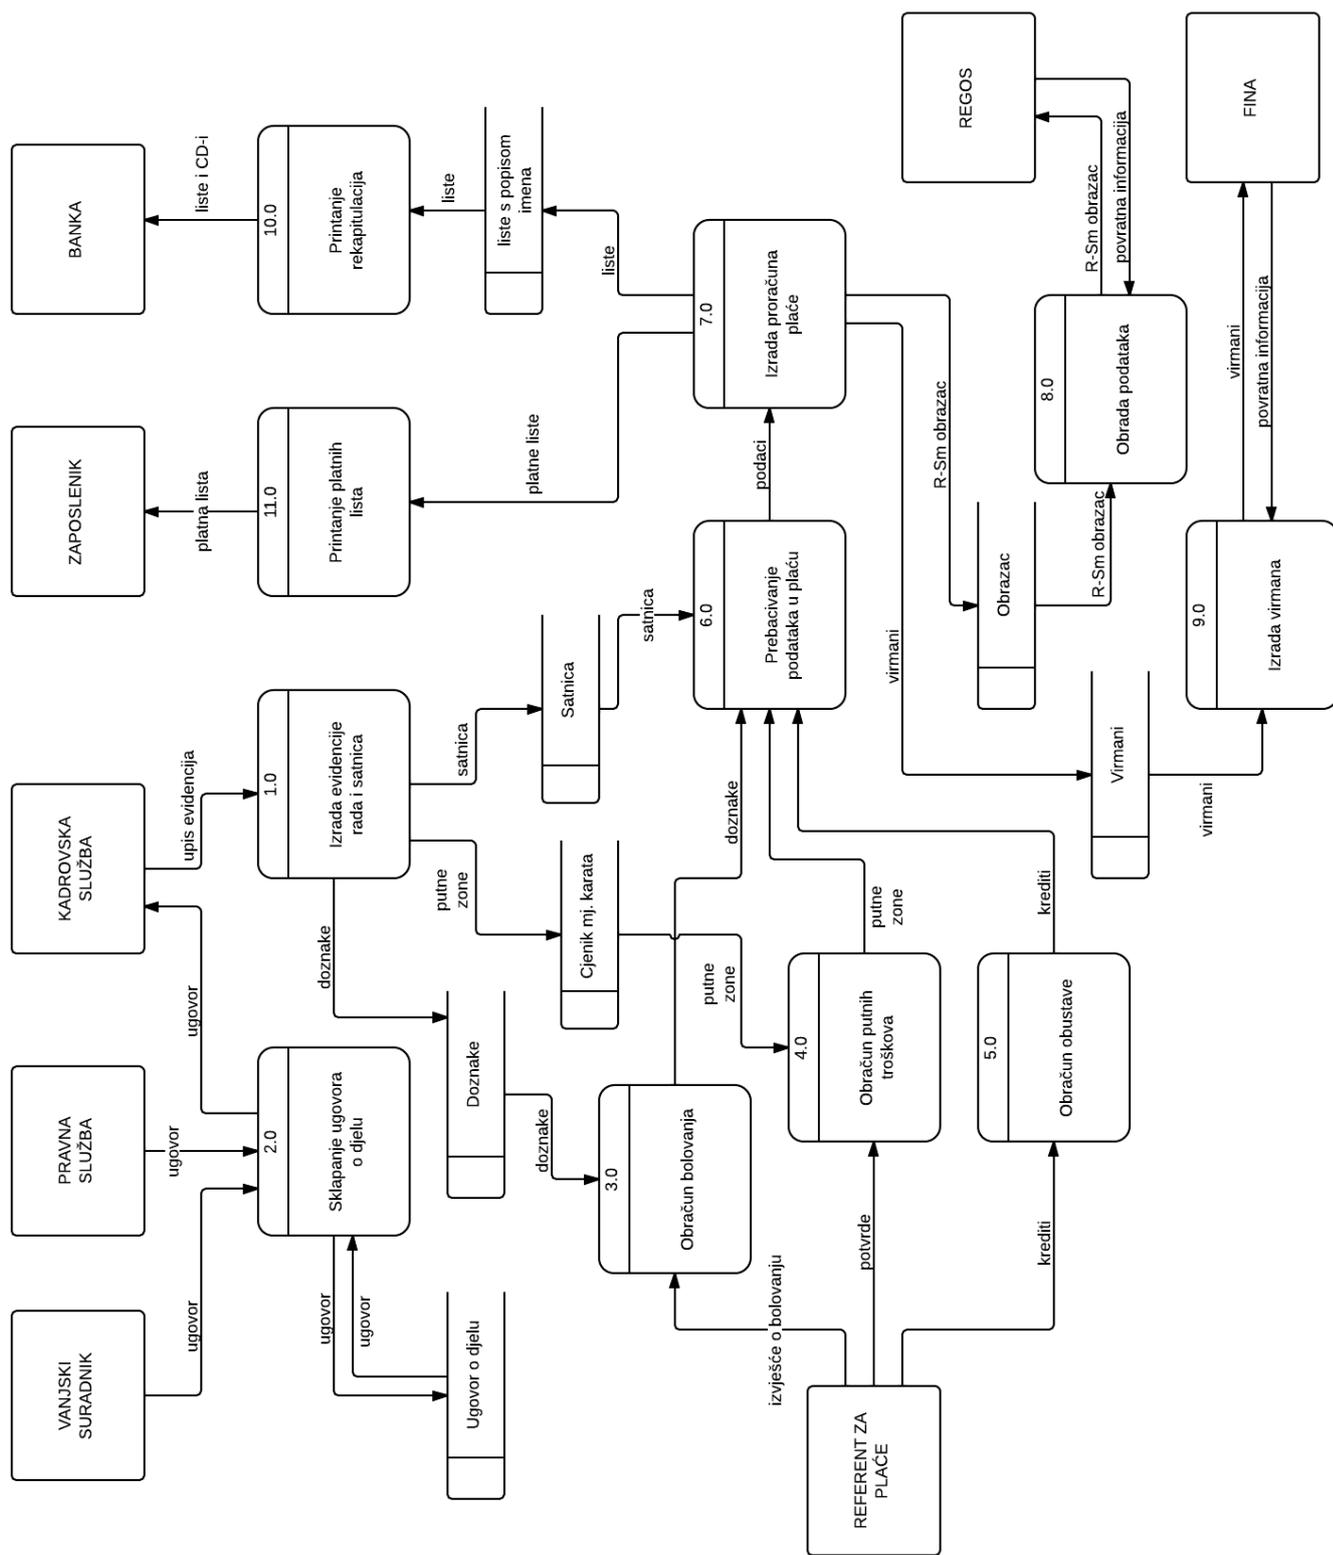 VANJSKI
SURADNIK
PRAVNA
SLUŽBA
KADROVSKA
SLUŽBA
ZAPOSLENIK
BANKA
ugovor
ugovor
ugovor
upis evidencija
platna lista
liste i CD-i
2.0
Sklapanje ugovora
o djelu
1.0
Izrada evidencije
rada i satnica
11.0
Printanje platnih
lista
10.0
Printanje
rekapitulacija
ugovor
ugovor
doznake
putne
zone
satnica
liste
Ugovor o djelu
Doznake
Cjenik mj. karata
Satnica
liste s popisom
imena
doznake
putne
zone
satnica
platne liste
liste
3.0
Obračun bolovanja
doznake
6.0
Prebacivanje
podataka u plaću
podaci
7.0
Izrada proračuna
plaće
izvješće o bolovanju
REFERENT ZA
PLAĆE
potvrde
4.0
Obračun putnih
troškova
putne
zone
virmani
R-Sm obrazac
REGOS
krediti
5.0
Obračun obustave
krediti
Obrazac
R-Sm obrazac
8.0
Obrada podataka
R-Sm obrazac
povratna informacija
Virmani
virmani
9.0
Izrada virmana
virmani
povratna informacija
FINA